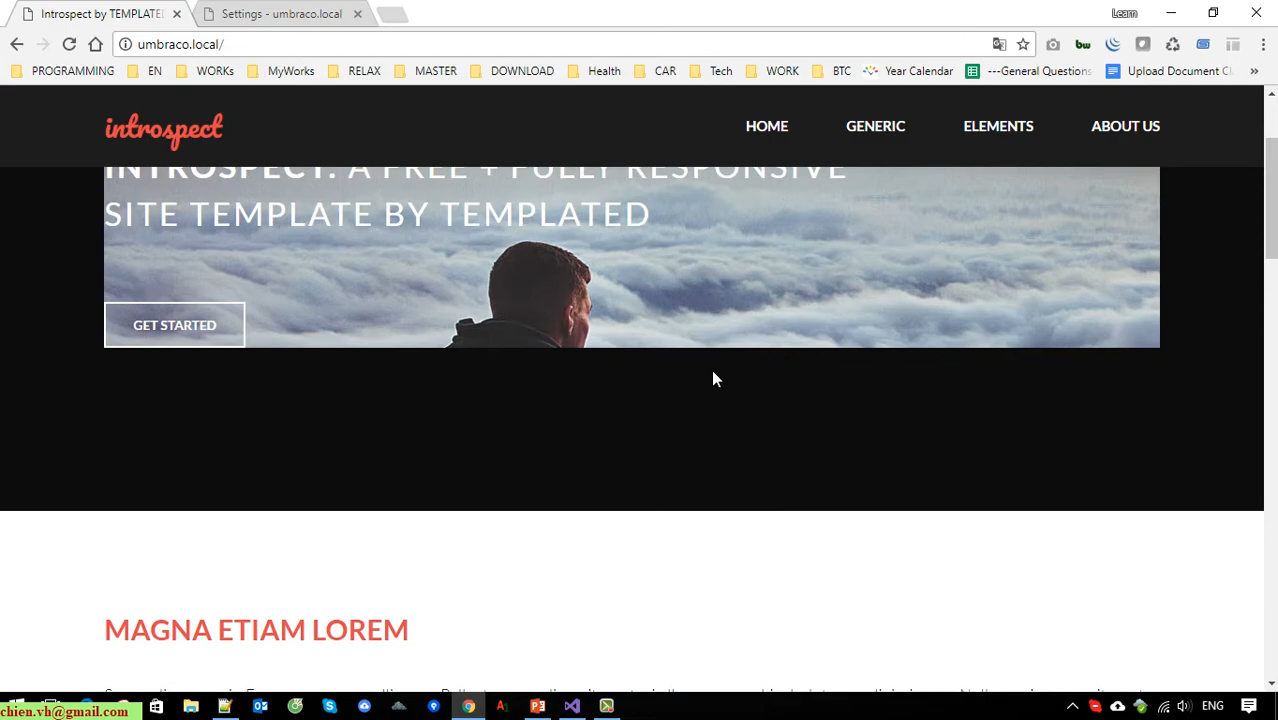 Introspect by TEMPLATED
Settings - umbraco.local
Learn
umbraco.local/
PROGRAMMING
EN
WORKs
MyWorks
RELAX
MASTER
DOWNLOAD
Health
CAR
Tech
WORK
BTC
Year Calendar
---General Questions
Upload Document
bw
introspect
HOME
GENERIC
ELEMENTS
ABOUT US
INTROSPECT: A FREE + FULLY RESPONSIVE
SITE TEMPLATE BY TEMPLATED
GET STARTED
MAGNA ETIAM LOREM
chien.vh@gmail.com
ENG